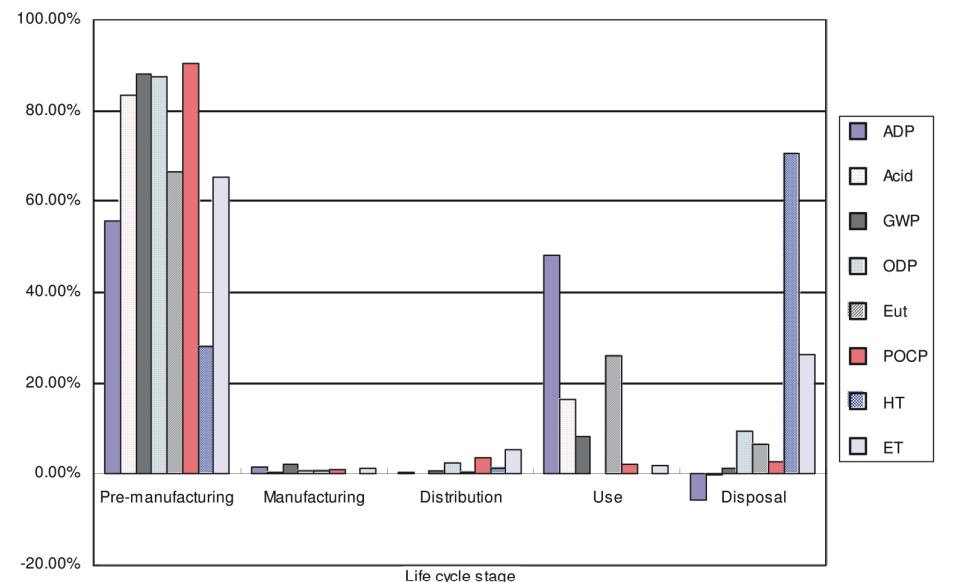 100.00%
80.00%
60.00%
40.00%
20.00%
0.00%
-20.00%
Pre-manufacturing Manufacturing Distribution Use Disposal
Life cycle stage
ADP
Acid
GWP
ODP
Eut
POCP
HT
ET